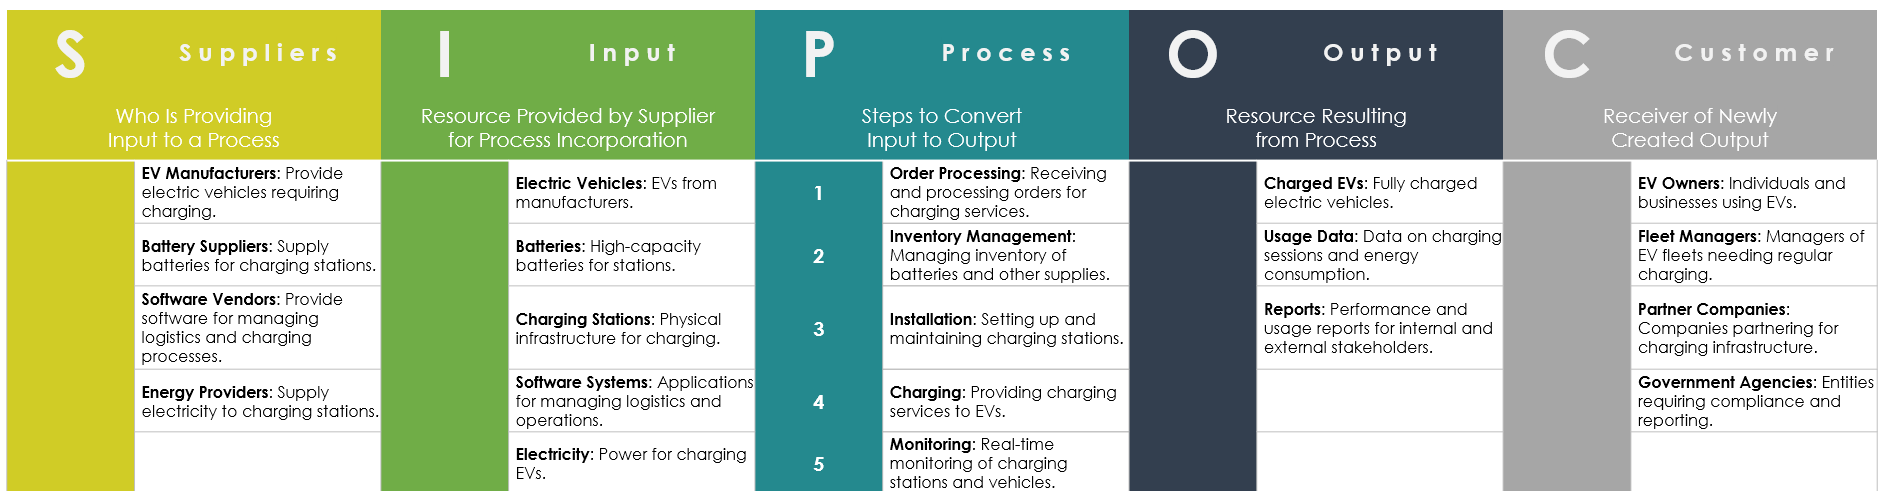 S Suppliers
Who Is Providing
Input to a Process
I Input
Resource Provided by Supplier
for Process Incorporation
P Process
Steps to Convert
Input to Output
O Output
Resource Resulting
from Process
C Customer
Receiver of Newly
Created Output
EV Manufacturers: Provide
electric vehicles requiring
charging.
Electric Vehicles: EVs from
manufacturers.
1
Order Processing: Receiving
and processing orders for
charging services.
Charged EVs: Fully charged
electric vehicles.
EV Owners: Individuals and
businesses using EVs.
Battery Suppliers: Supply
batteries for charging stations.
Batteries: High-capacity
batteries for stations.
2
Inventory Management:
Managing inventory of
batteries and other supplies.
Usage Data: Data on charging
sessions and energy
consumption.
Fleet Managers: Managers of
EV fleets needing regular
charging.
Software Vendors: Provide
software for managing
logistics and charging
processes.
Charging Stations: Physical
infrastructure for charging.
3
Installation: Setting up and
maintaining charging stations.
Reports: Performance and
usage reports for internal and
external stakeholders.
Partner Companies:
Companies partnering for
charging infrastructure.
Energy Providers: Supply
electricity to charging stations.
Software Systems: Applications
for managing logistics and
operations.
4
Charging: Providing charging
services to EVs.
Government Agencies: Entities
requiring compliance and
reporting.
Electricity: Power for charging
EVs.
5
Monitoring: Real-time
monitoring of charging
stations and vehicles.